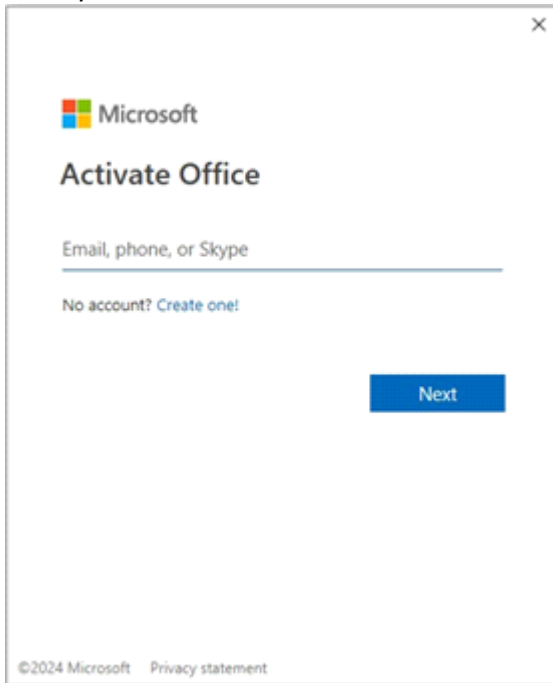 Microsoft
Activate Office
Email, phone, or Skype
No account? Create one!
Next
©2024 Microsoft Privacy statement